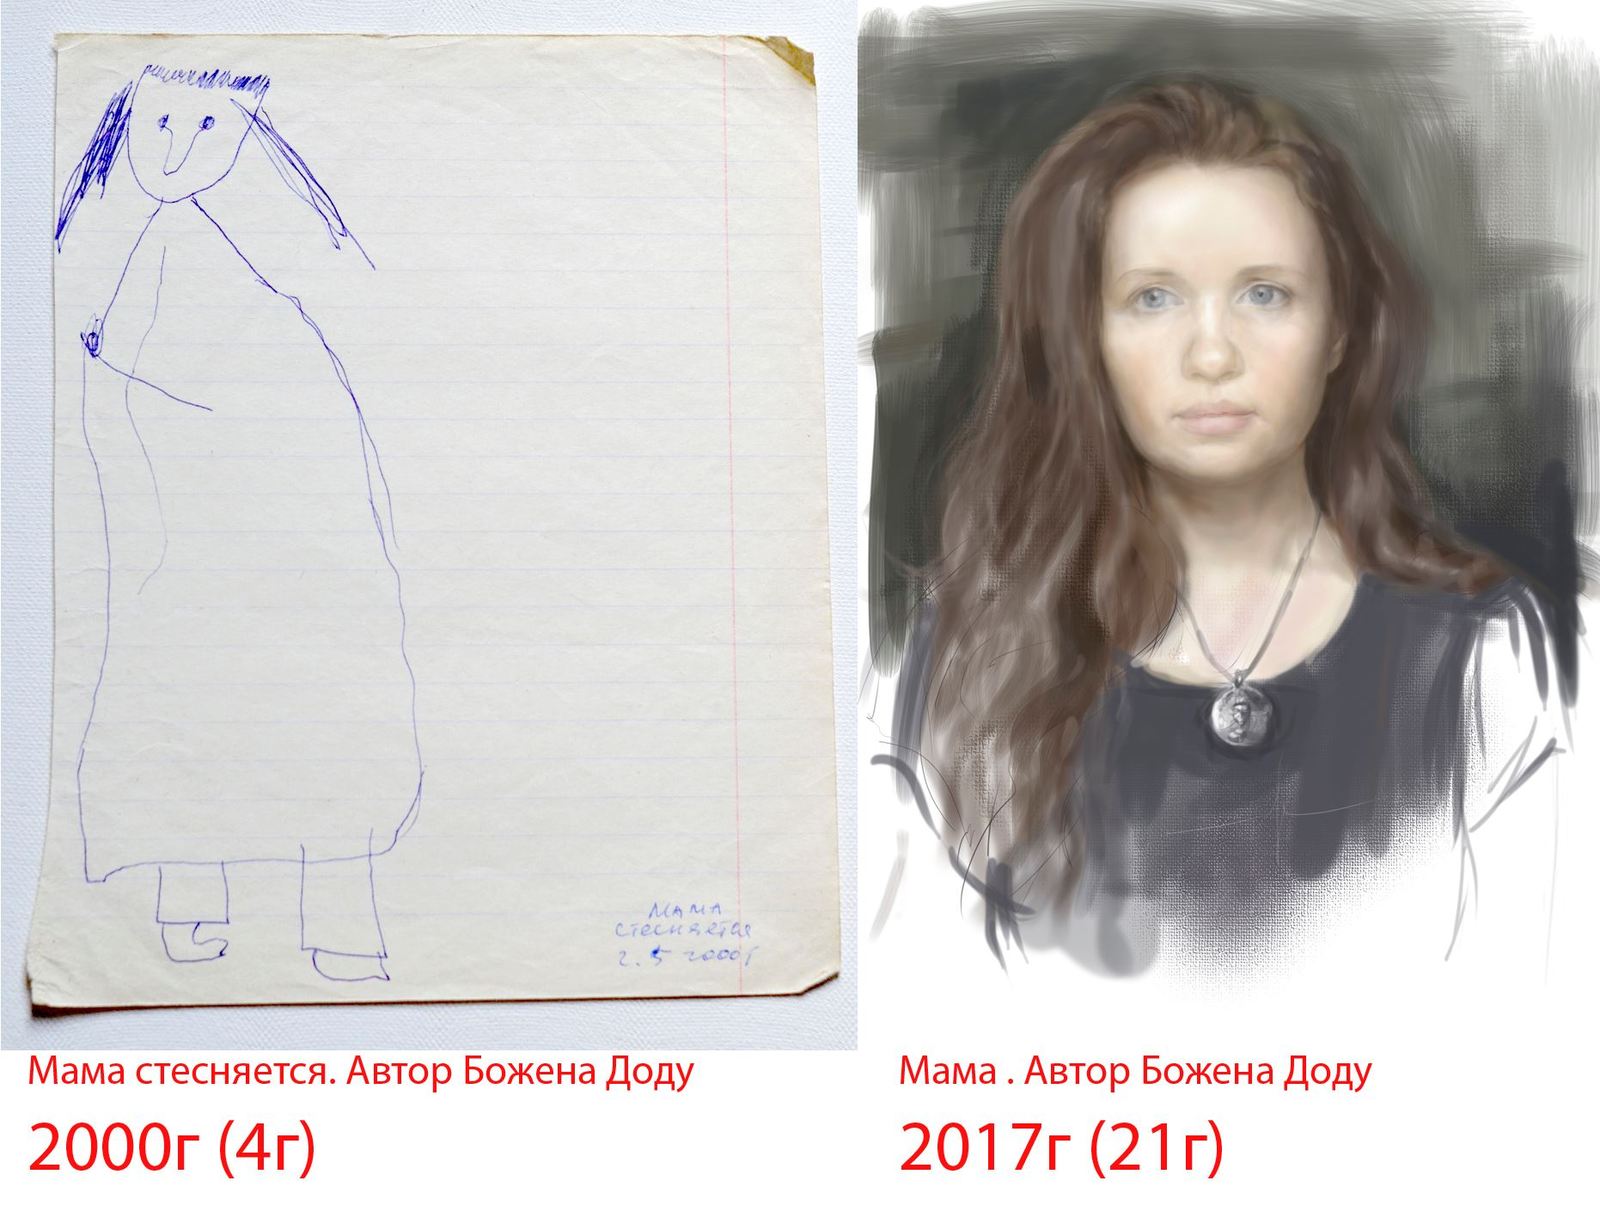 Мама
стесняется
2.5 2000г
Мама стесняется. Автор Божена Доду
2000г (4г)
Мама . Автор Божена Доду
2017г (21г)